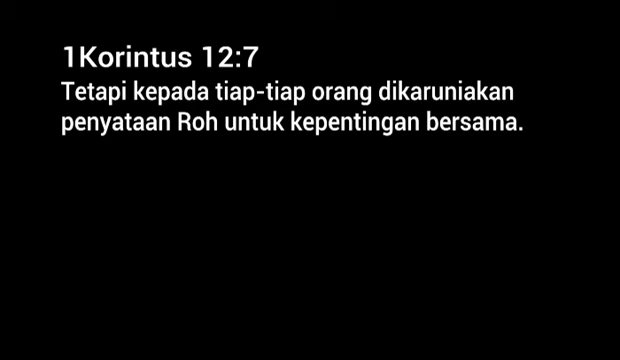 1Korintus 12:7
Tetapi kepada tiap-tiap orang dikaruniakan
penyataan Roh untuk kepentingan bersama.